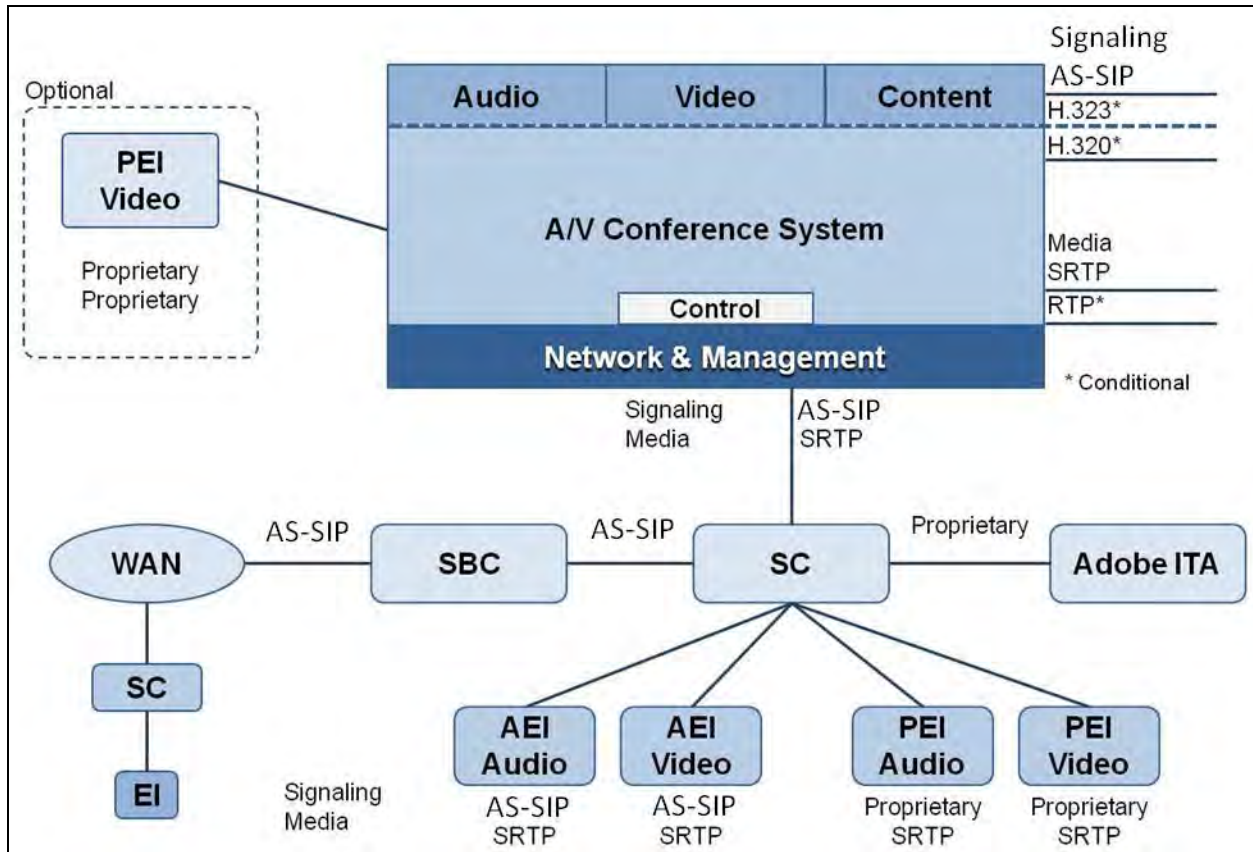 Signaling
AS-SIP
H.323*
H.320*
Optional
Audio
Video
Content
PEI
Video
Proprietary
Proprietary
A/V Conference System
Media
SRTP
RTP*
Control
Network & Management
* Conditional
Signaling
Media
AS-SIP
SRTP
WAN
AS-SIP
SBC
AS-SIP
SC
Proprietary
Adobe ITA
SC
EI
Signaling
Media
AEI
Audio
AS-SIP
SRTP
AEI
Video
AS-SIP
SRTP
PEI
Audio
Proprietary
SRTP
PEI
Video
Proprietary
SRTP